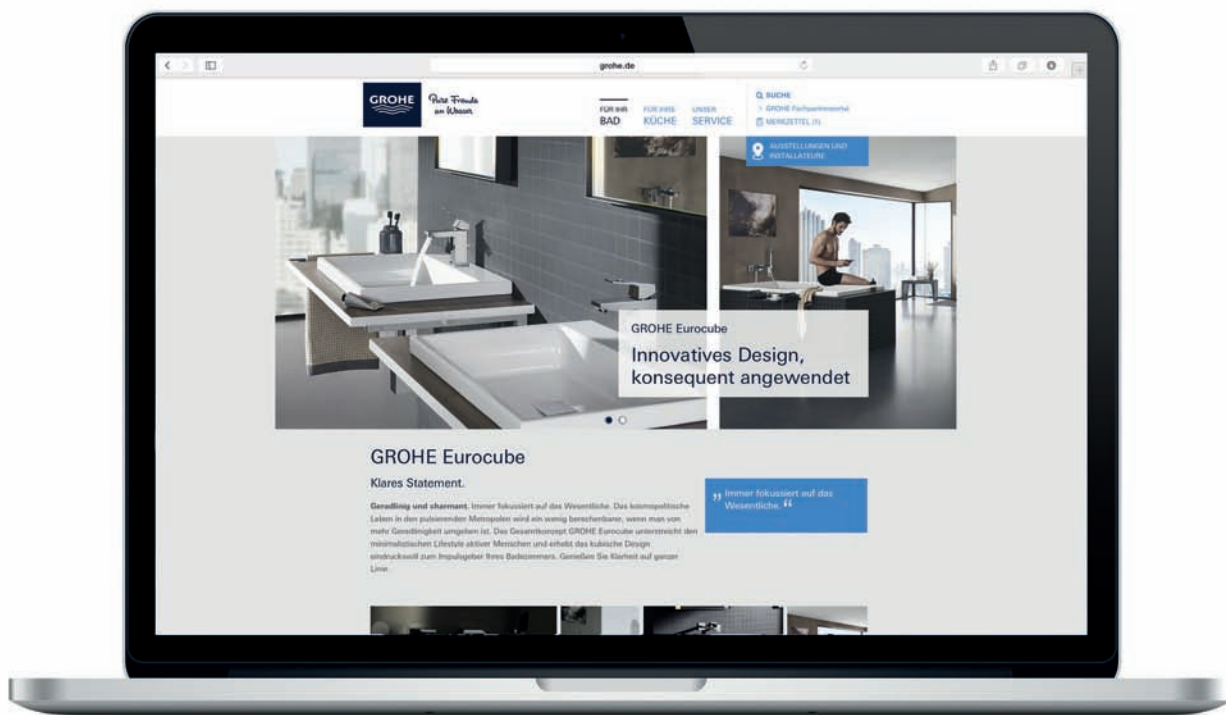 grohe.de
GROHE
Pure Freude
an Wasser
FÜR IHR
BAD
FÜR IHRE
KÜCHE
UNSER
SERVICE
SUCHE
> GROHE Fachpartnerportal
MERKZETTEL (1)
AUSSTELLUNGEN UND
INSTALLATEURE
GROHE Eurocube
Innovatives Design,
konsequent angewendet
GROHE Eurocube
Klares Statement.
Geradlinig und charmant. Immer fokussiert auf das Wesentliche. Das kosmopolitische
Leben in den pulsierenden Metropolen wird ein wenig berechenbarer, wenn man von
mehr Geradlinigkeit umgeben ist. Das Gesamtkonzept GROHE Eurocube unterstreicht den
minimalistischen Lifestyle aktiver Menschen und erhebt das kubische Design
eindrucksvoll zum Impulsgeber Ihres Badezimmers. Genießen Sie Klarheit auf ganzer
Linie.
„Immer fokussiert auf das
Wesentliche.“